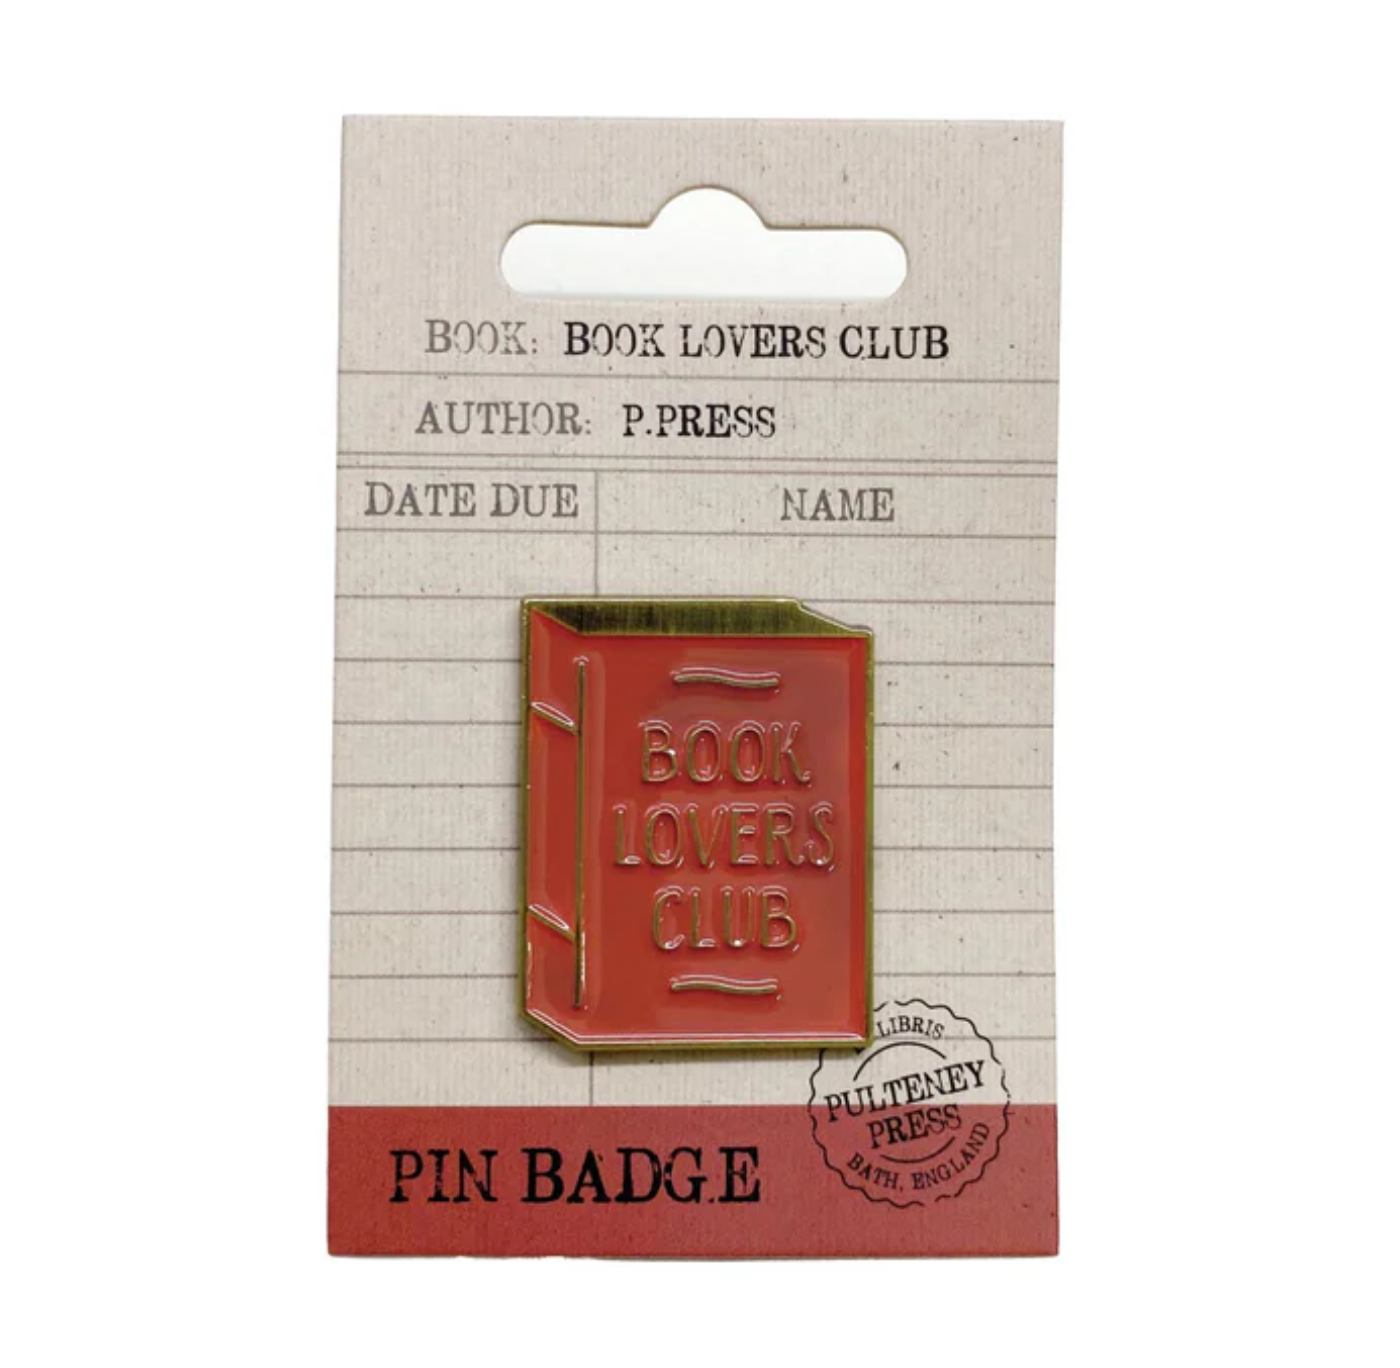 BOOK: BOOK LOVERS CLUB
AUTHOR: P.PRESS
DATE DUE NAME
BOOK
LOVERS
CLUB
LIBRIS
PULTENEY
PRESS
BATH, ENGLAND
PIN BADGE